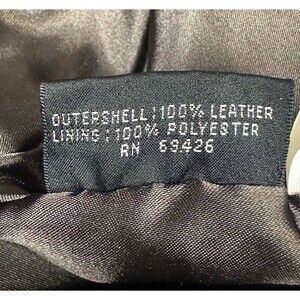 OUTERSHELL:100% LEATHER
LINING:100% POLYESTER
RN 69426